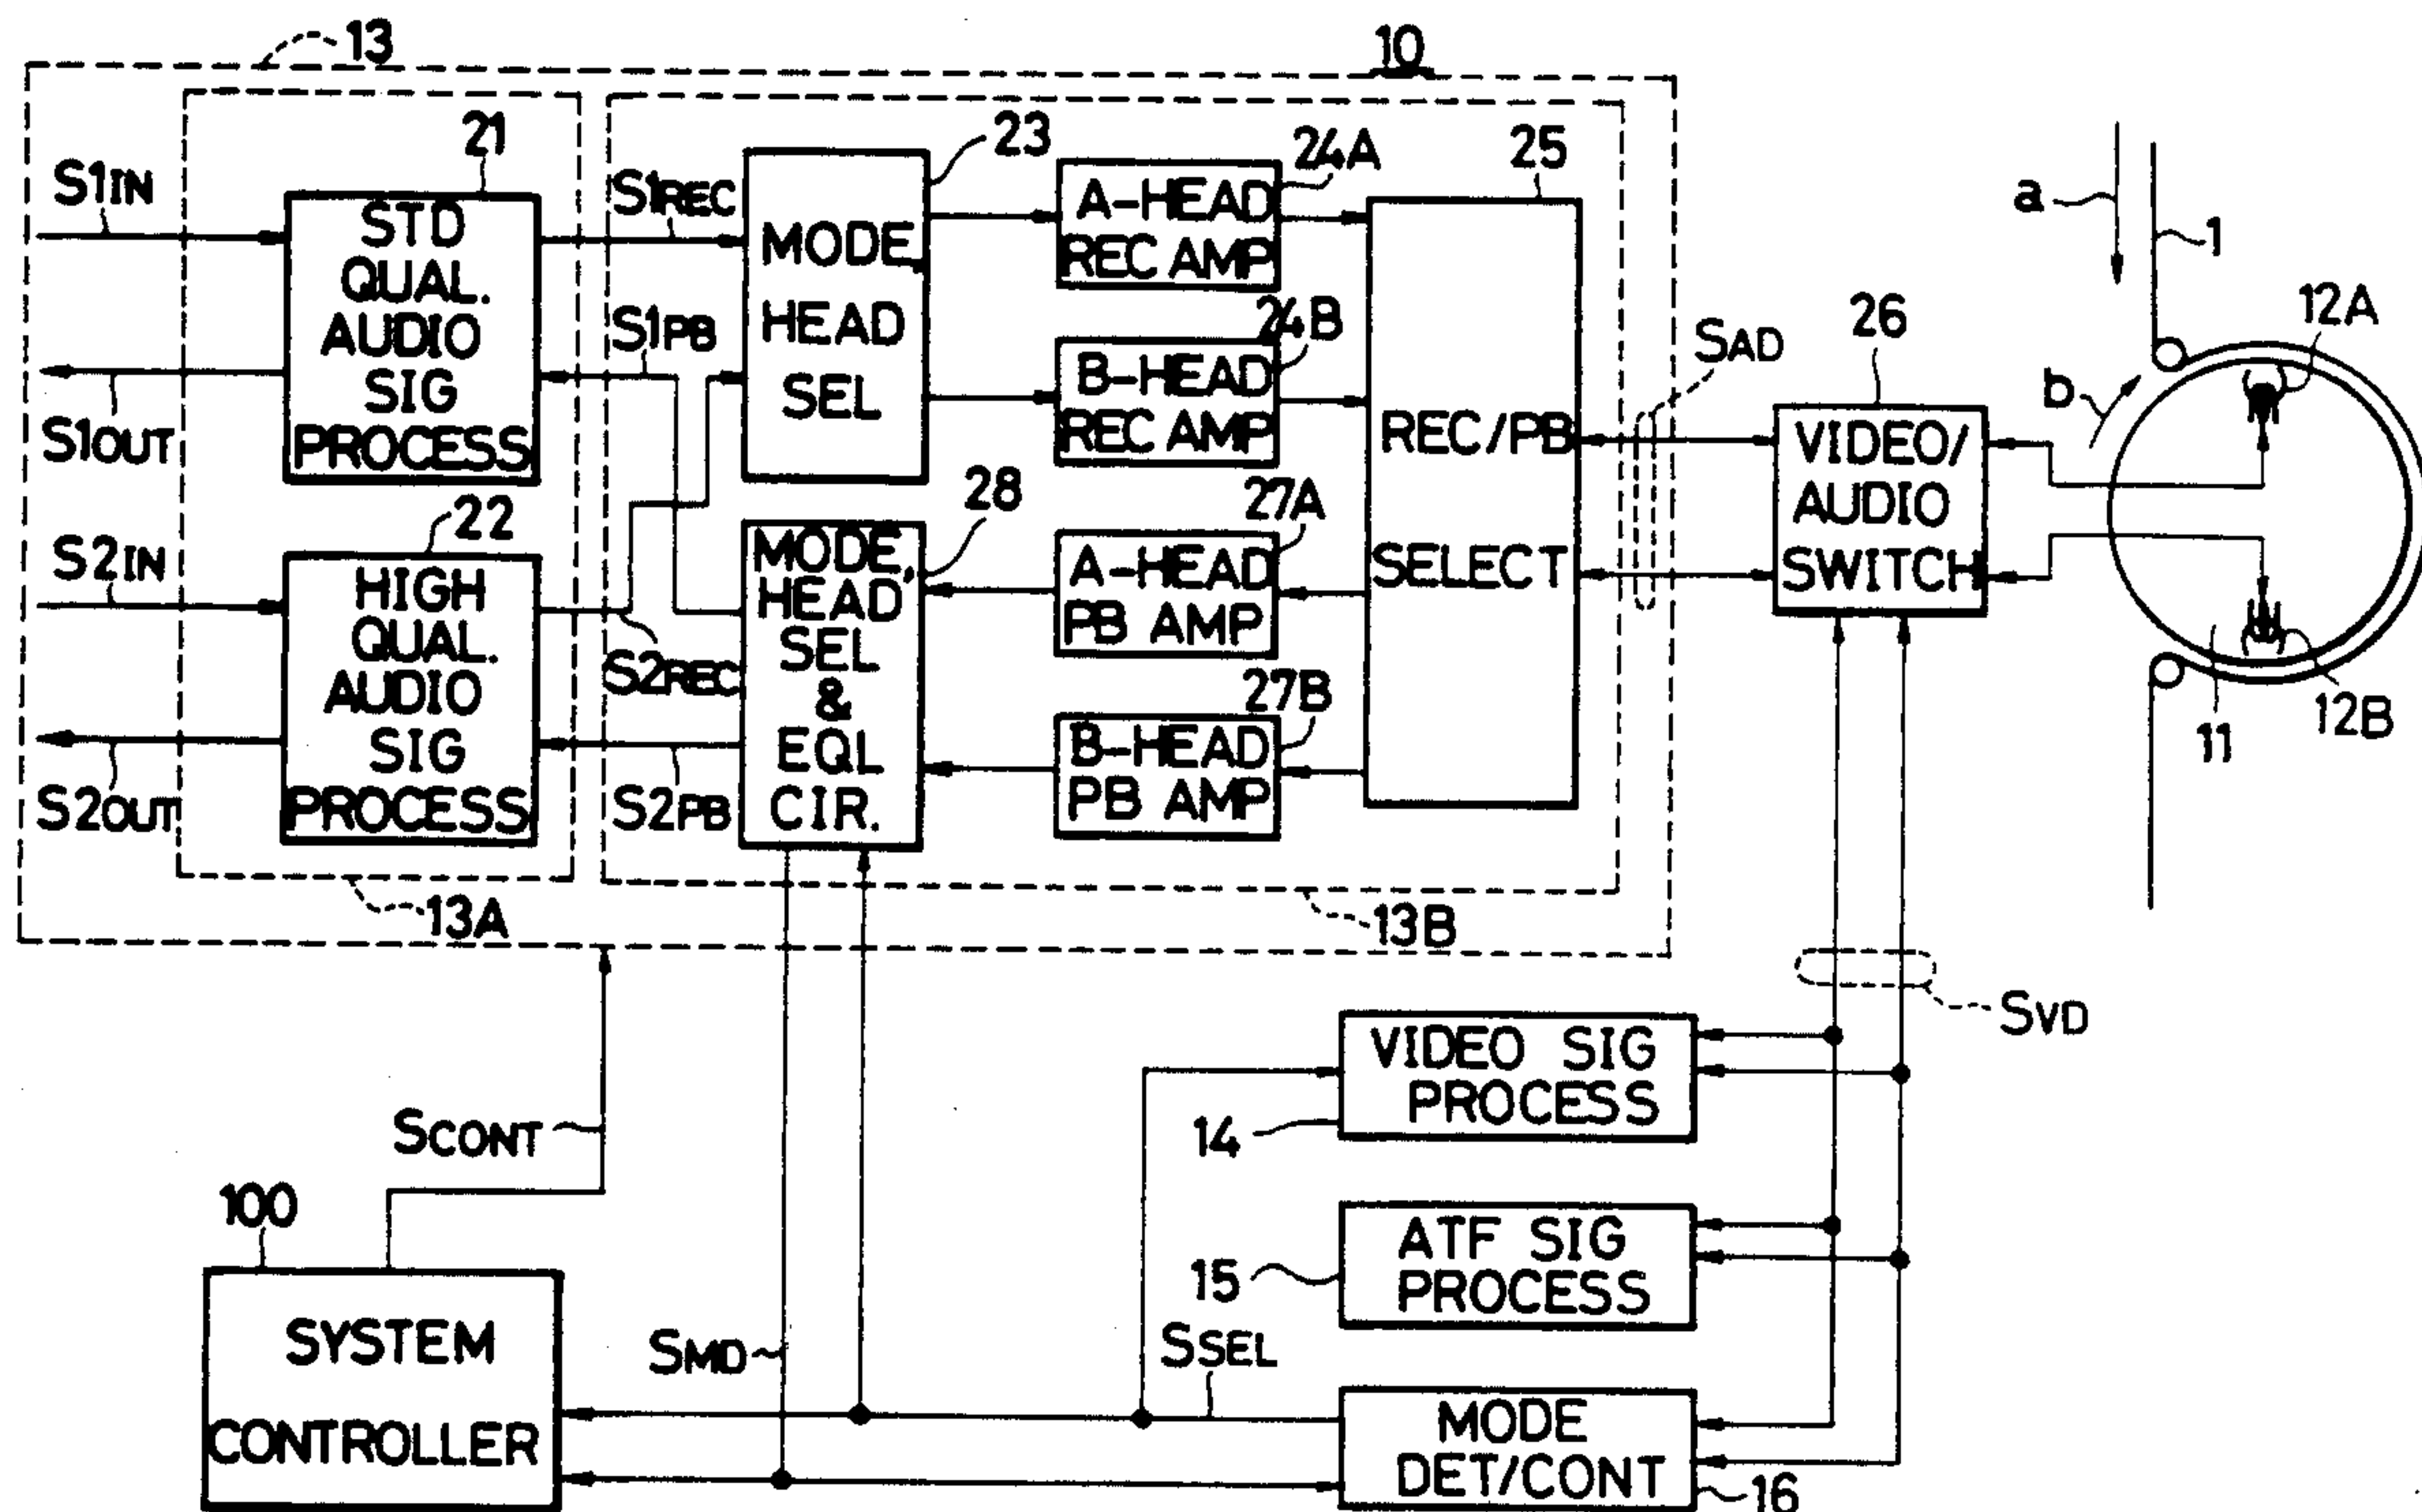 13
10
21
23
24A
25
S1IN
S1REC
STD
QUAL.
AUDIO
SIG
PROCESS
MODE,
HEAD
SEL
A-HEAD
REC AMP
a
1
S1PB
24B
B-HEAD
REC AMP
SAD
26
12A
b
S1OUT
REC/PB
SELECT
VIDEO/
AUDIO
SWITCH
22
28
27A
S2IN
HIGH
QUAL.
AUDIO
SIG
PROCESS
MODE,
HEAD
SEL
&
EQL
CIR.
A-HEAD
PB AMP
S2REC
27B
B-HEAD
PB AMP
11
12B
S2OUT
S2PB
13A
13B
SVD
VIDEO SIG
PROCESS
14
SCONT
100
ATF SIG
PROCESS
15
SYSTEM
CONTROLLER
SMD
SSEL
MODE
DET/CONT
16